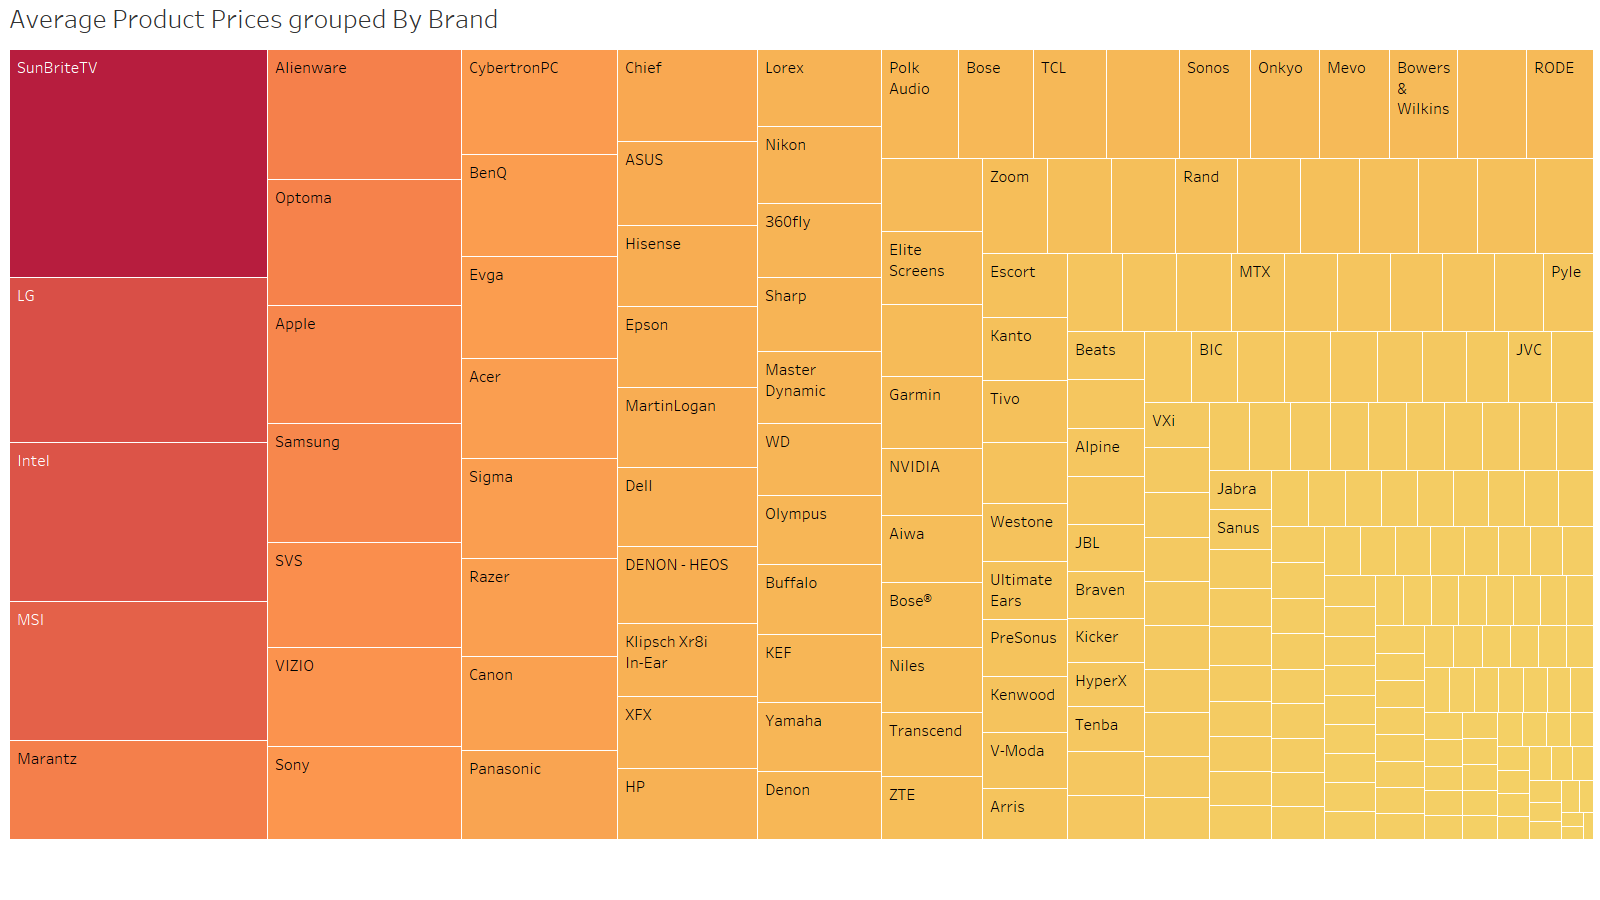 Average Product Prices grouped By Brand
SunBriteTV
LG
Intel
MSI
Marantz
Alienware
Optoma
Apple
Samsung
SVS
VIZIO
Sony
CybertronPC
BenQ
Evga
Acer
Sigma
Razer
Canon
Panasonic
Chief
ASUS
Hisense
Epson
MartinLogan
Dell
DENON - HEOS
Klipsch Xr8i
In-Ear
XFX
HP
Lorex
Nikon
360fly
Sharp
Master
Dynamic
WD
Olympus
Buffalo
KEF
Yamaha
Denon
Polk
Audio
Bose
TCL
Sonos
Onkyo
Mevo
Bowers
&
Wilkins
RODE
Elite
Screens
Garmin
NVIDIA
Aiwa
Bose®
Niles
Transcend
ZTE
Zoom
Rand
Escort
Kanto
Tivo
Westone
Ultimate
Ears
PreSonus
Kenwood
V-Moda
Arris
MTX
Pyle
Beats
Alpine
JBL
Braven
Kicker
HyperX
Tenba
BIC
JVC
VXi
Jabra
Sanus